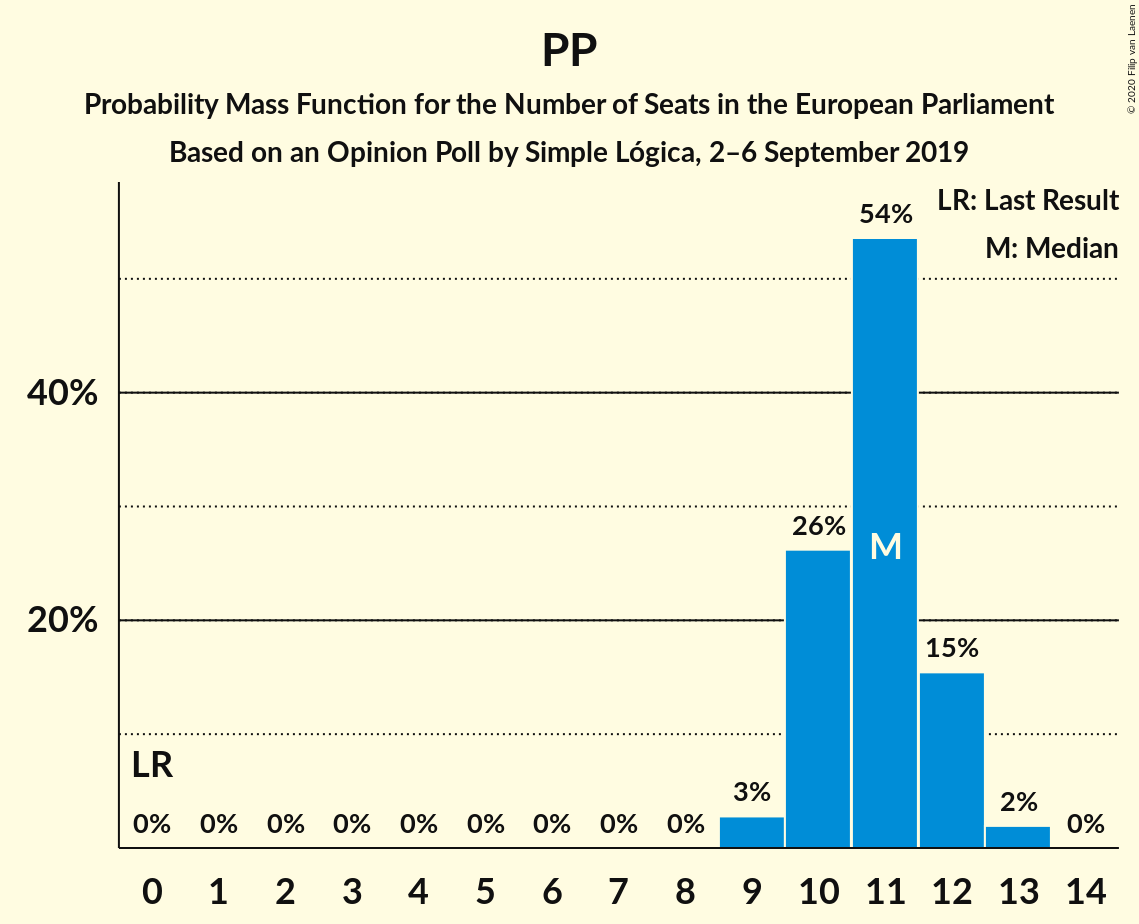 PP
Probability Mass Function for the Number of Seats in the European Parliament
Based on an Opinion Poll by Simple Lógica, 2–6 September 2019
© 2020 Filip van Laenen
LR: Last Result
M: Median
54%
40%
26%
M
20%
15%
LR
3%
2%
0% 0% 0% 0% 0% 0% 0% 0% 0% 0%
0 1 2 3 4 5 6 7 8 9 10 11 12 13 14